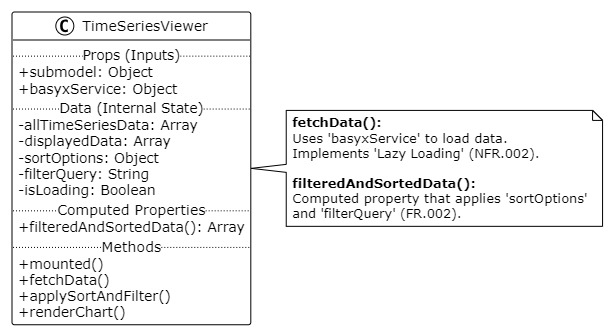 C TimeSeriesViewer
Props (Inputs)
+submodel: Object
+basyxService: Object
Data (Internal State)
-allTimeSeriesData: Array
-displayedData: Array
-sortOptions: Object
-filterQuery: String
-isLoading: Boolean
Computed Properties
+filteredAndSortedData(): Array
Methods
+mounted()
+fetchData()
+applySortAndFilter()
+renderChart()
fetchData():
Uses 'basyxService' to load data.
Implements 'Lazy Loading' (NFR.002).
filteredAndSortedData():
Computed property that applies 'sortOptions'
and 'filterQuery' (FR.002).